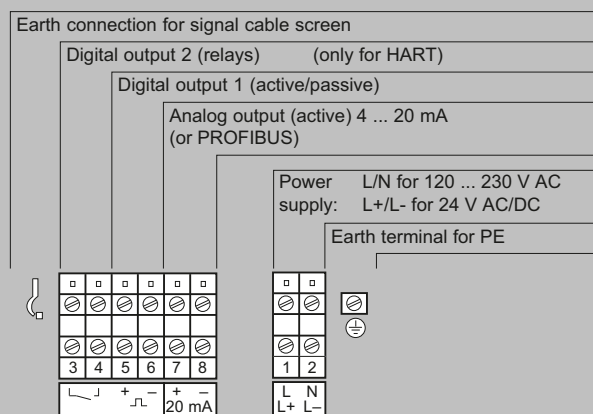 Earth connection for signal cable screen
Digital output 2 (relays) (only for HART)
Digital output 1 (active/passive)
Analog output (active) 4 ... 20 mA
(or PROFIBUS)
Power L/N for 120 ... 230 V AC
supply: L+/L- for 24 V AC/DC
Earth terminal for PE
3 4 5 6 7 8 1 2
+ – + – L N
20 mA L+ L–